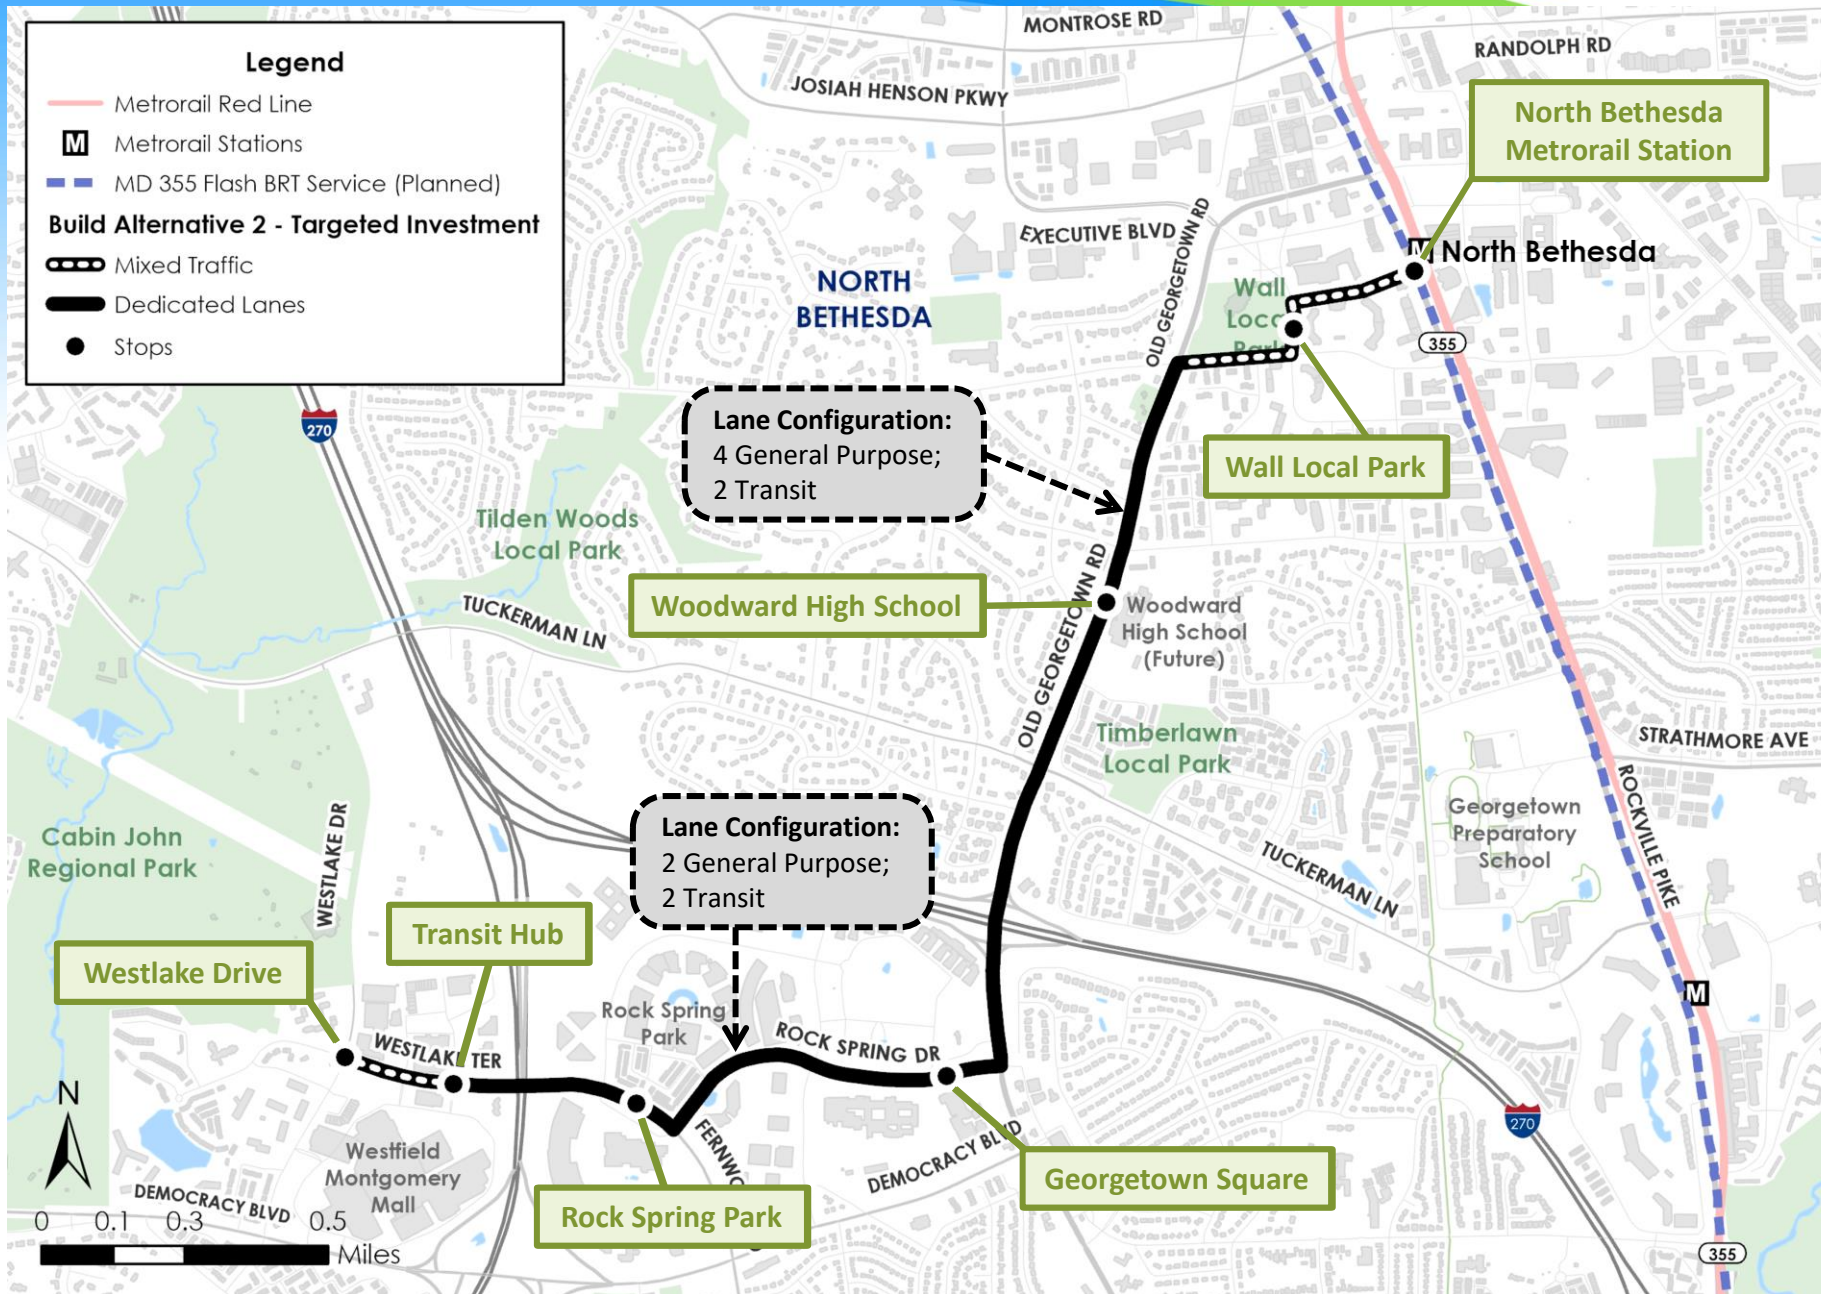 MONTROSE RD
RANDOLPH RD
JOSIAH HENSON PKWY
Legend
Metrorail Red Line
M
Metrorail Stations
MD 355 Flash BRT Service (Planned)
Build Alternative 2 - Targeted Investment
Mixed Traffic
Dedicated Lanes
Stops
North Bethesda
Metrorail Station
EXECUTIVE BLVD
OLD GEORGETOWN RD
M
North Bethesda
NORTH
BETHESDA
Wall
Local
Park
355
270
Lane Configuration:
4 General Purpose;
2 Transit
Wall Local Park
Tilden Woods
Local Park
TUCKERMAN LN
Woodward High School
OLD GEORGETOWN RD
Woodward
High School
(Future)
Timberlawn
Local Park
STRATHMORE AVE
ROCKVILLE PIKE
Georgetown
Preparatory
School
TUCKERMAN LN
Cabin John
Regional Park
WESTLAKE DR
Lane Configuration:
2 General Purpose;
2 Transit
Transit Hub
Westlake Drive
M
Rock Spring
Park
ROCK SPRING DR
WESTLAKE TER
N
270
FERNWO
DEMOCRACY BLVD
Westfield
Montgomery
Mall
Georgetown Square
Rock Spring Park
DEMOCRACY BLVD
0 0.1 0.3 0.5
Miles
355